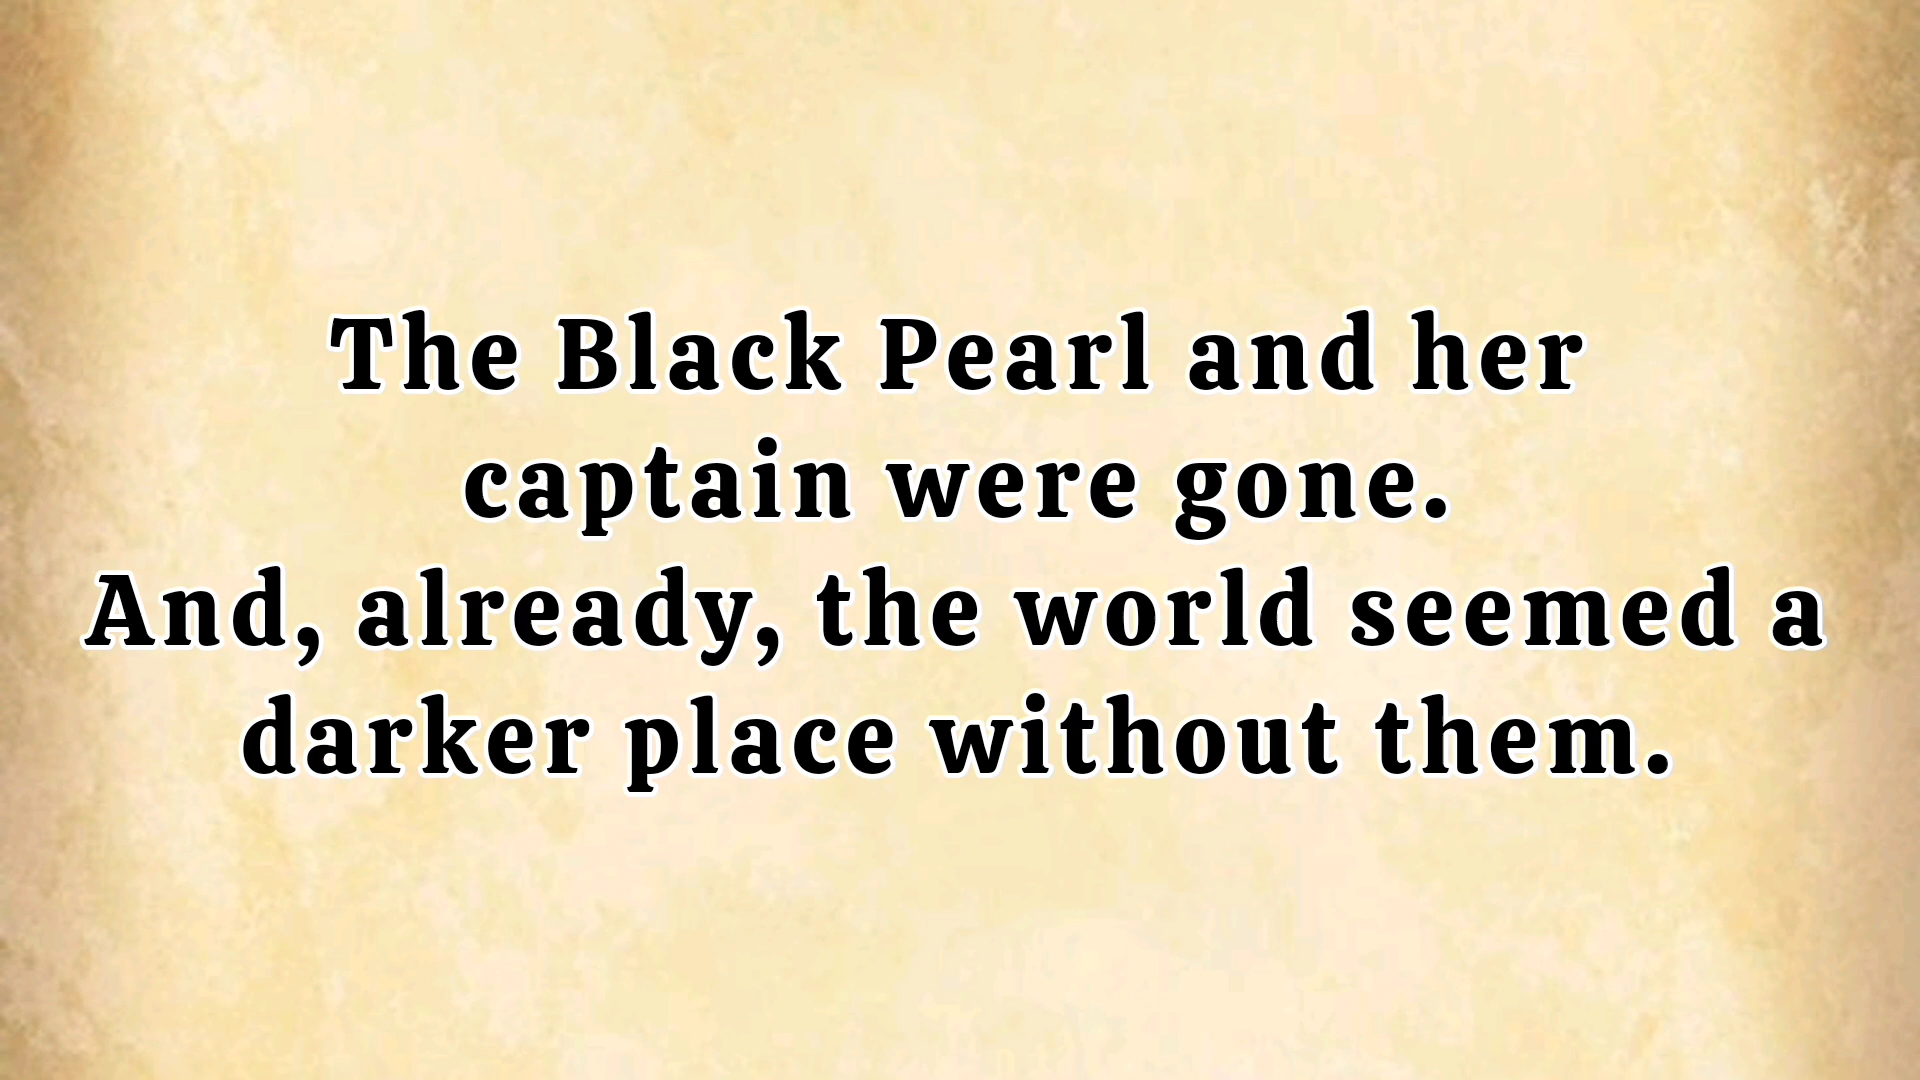 The Black Pearl and her
captain were gone.
And, already, the world seemed a
darker place without them.